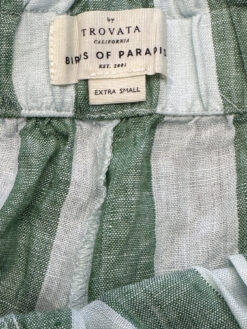 by
TROVATA
CALIFORNIA
BIRDS OF PARADIS
EST. 2001
EXTRA SMALL